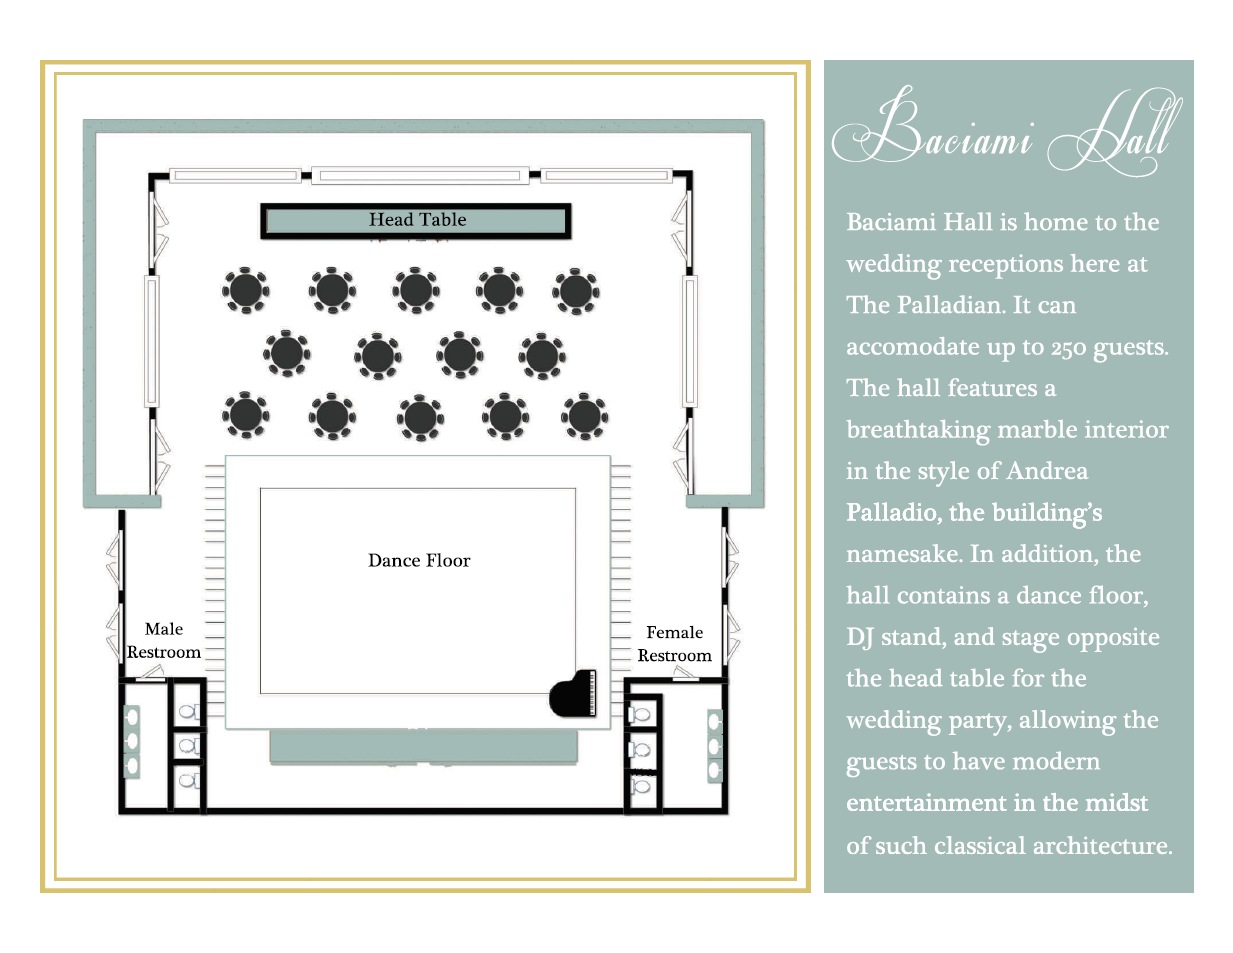 Baciami Hall
Head Table
Dance Floor
Male
Restroom
Female
Restroom
Baciami Hall is home to the
wedding receptions here at
The Palladian. It can
accomodate up to 250 guests.
The hall features a
breathtaking marble interior
in the style of Andrea
Palladio, the building's
namesake. In addition, the
hall contains a dance floor,
DJ stand, and stage opposite
the head table for the
wedding party, allowing the
guests to have modern
entertainment in the midst
of such classical architecture.